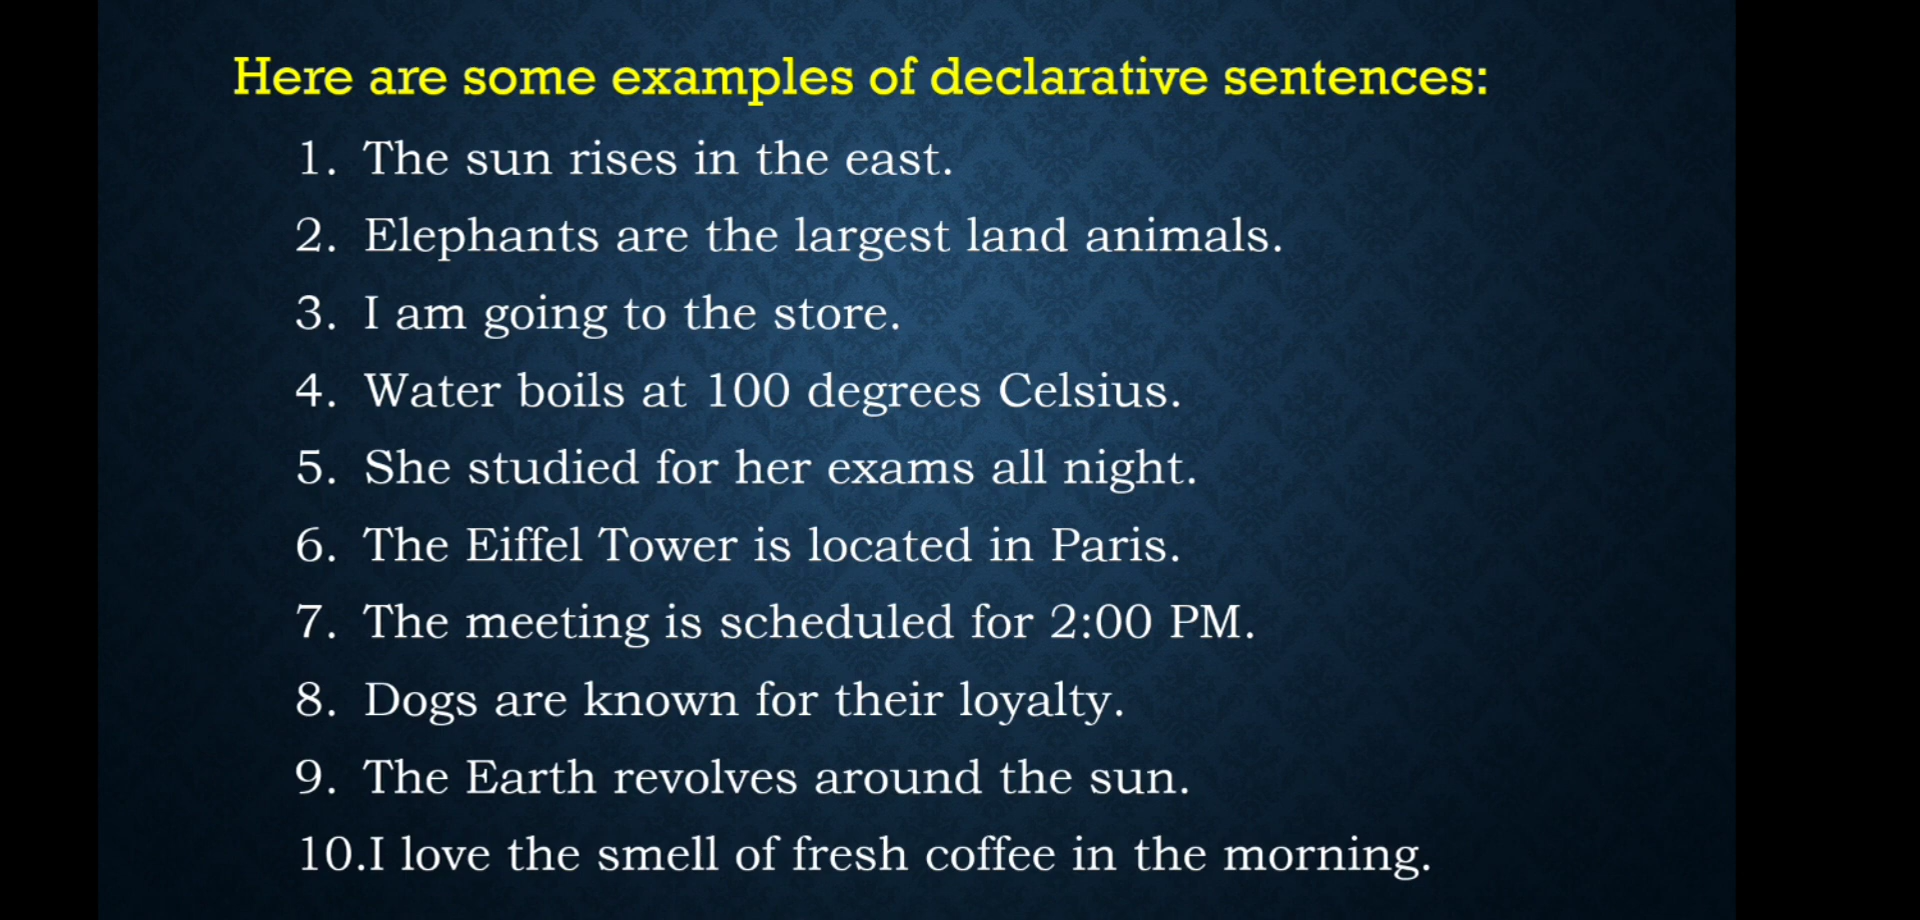 Here are some examples of declarative sentences:
1. The sun rises in the east.
2. Elephants are the largest land animals.
3. I am going to the store.
4. Water boils at 100 degrees Celsius.
5. She studied for her exams all night.
6. The Eiffel Tower is located in Paris.
7. The meeting is scheduled for 2:00 PM.
8. Dogs are known for their loyalty.
9. The Earth revolves around the sun.
10.I love the smell of fresh coffee in the morning.